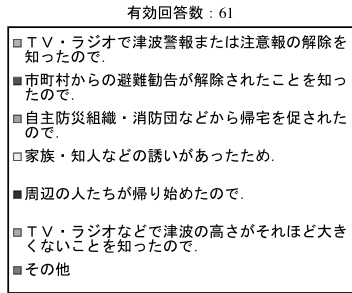 有効回答数：61
ＴＶ・ラジオで津波警報または注意報の解除を
知ったので.
市町村からの避難勧告が解除されたことを知っ
たので.
自主防災組織・消防団などから帰宅を促された
ので.
家族・知人などの誘いがあったため.
周辺の人たちが帰り始めたので.
ＴＶ・ラジオなどで津波の高さがそれほど大き
くないことを知ったので.
その他